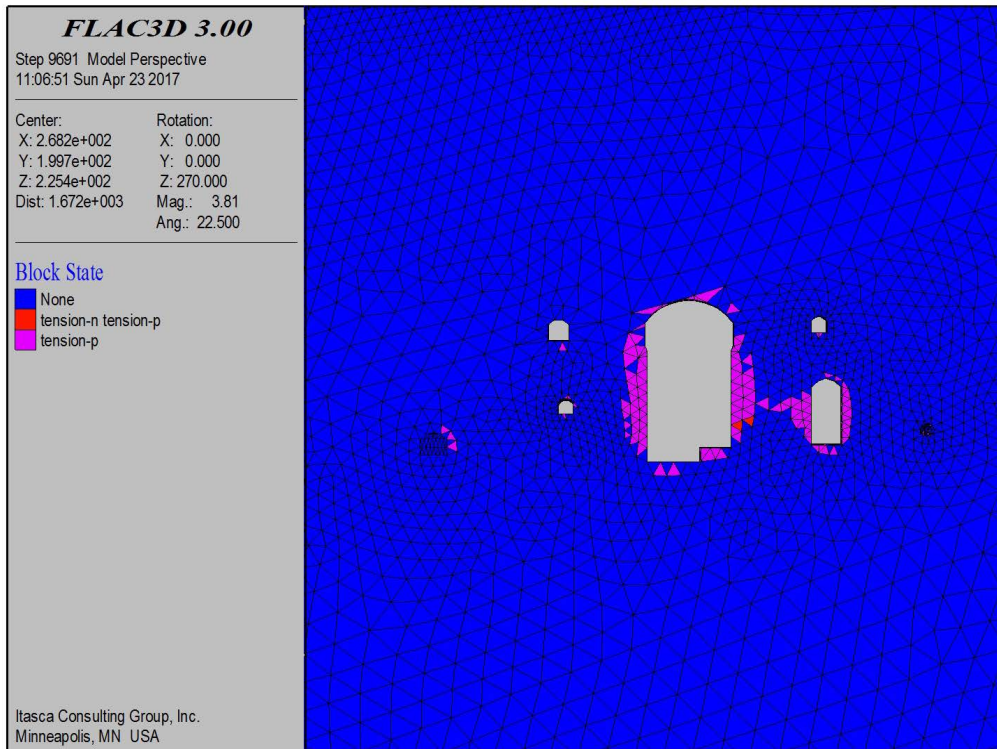 FLAC3D 3.00
Step 9691 Model Perspective
11:06:51 Sun Apr 23 2017
Center: Rotation:
X: 2.682e+002 X: 0.000
Y: 1.997e+002 Y: 0.000
Z: 2.254e+002 Z: 270.000
Dist: 1.672e+003 Mag.: 3.81
Ang.: 22.500
Block State
None
tension-n tension-p
tension-p
Itasca Consulting Group, Inc.
Minneapolis, MN USA